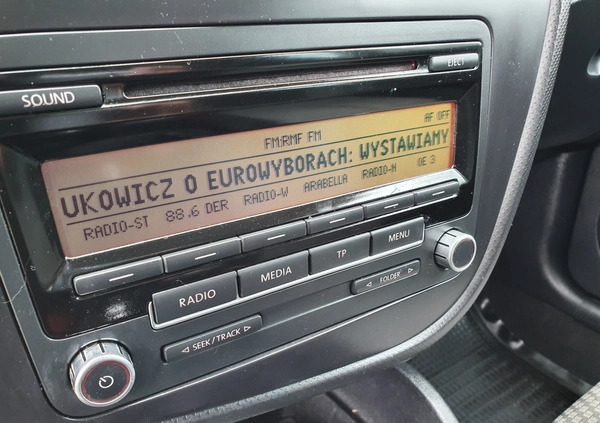 EJECT
SOUND
AF OFF
FM:RMF FM
UKOWICZ O EUROWYBORACH: WYSTAWIAMY
RADIO-ST 88.6 DER RADIO-W ARABELLA RADIO-N OE 3
RADIO MEDIA TP MENU
◁ FOLDER ▷
◁ SEEK / TRACK ▷